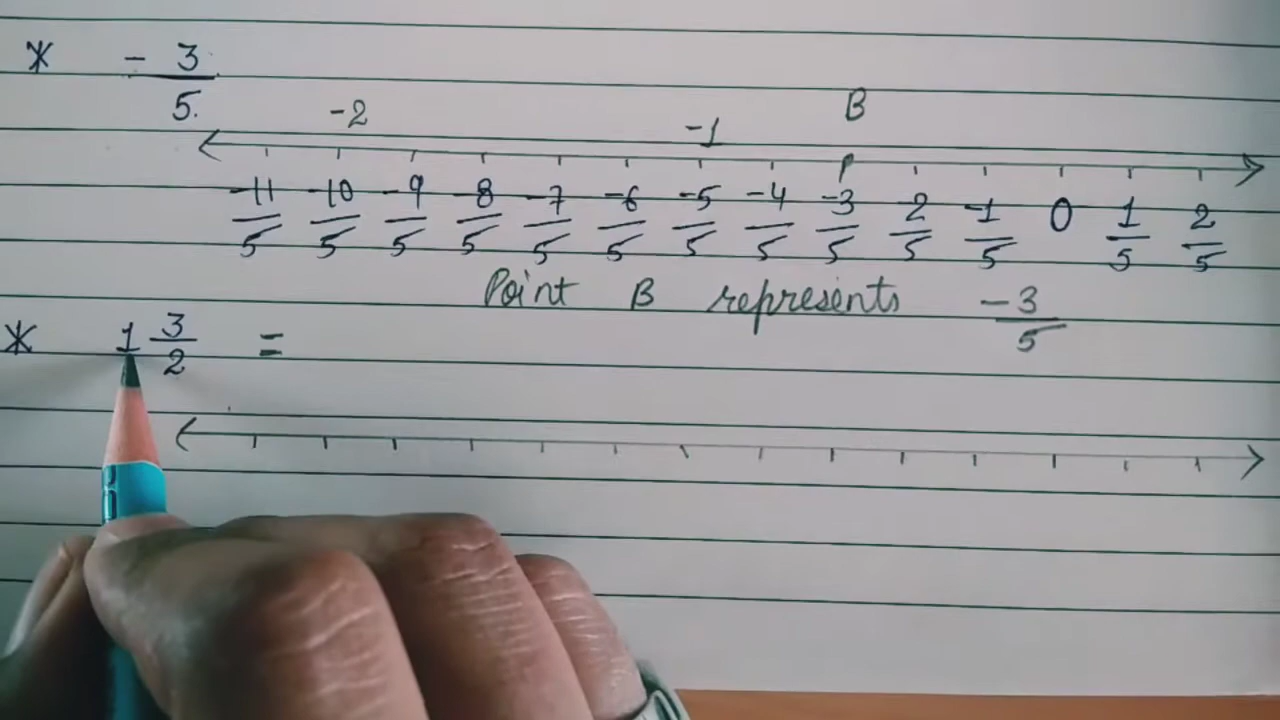 * - 3/5
-2 -1 B
P
-11/5 -10/5 -9/5 -8/5 -7/5 -6/5 -5/5 -4/5 -3/5 -2/5 -1/5 0 1/5 2/5
Point B represents -3/5
* 1 3/2 =